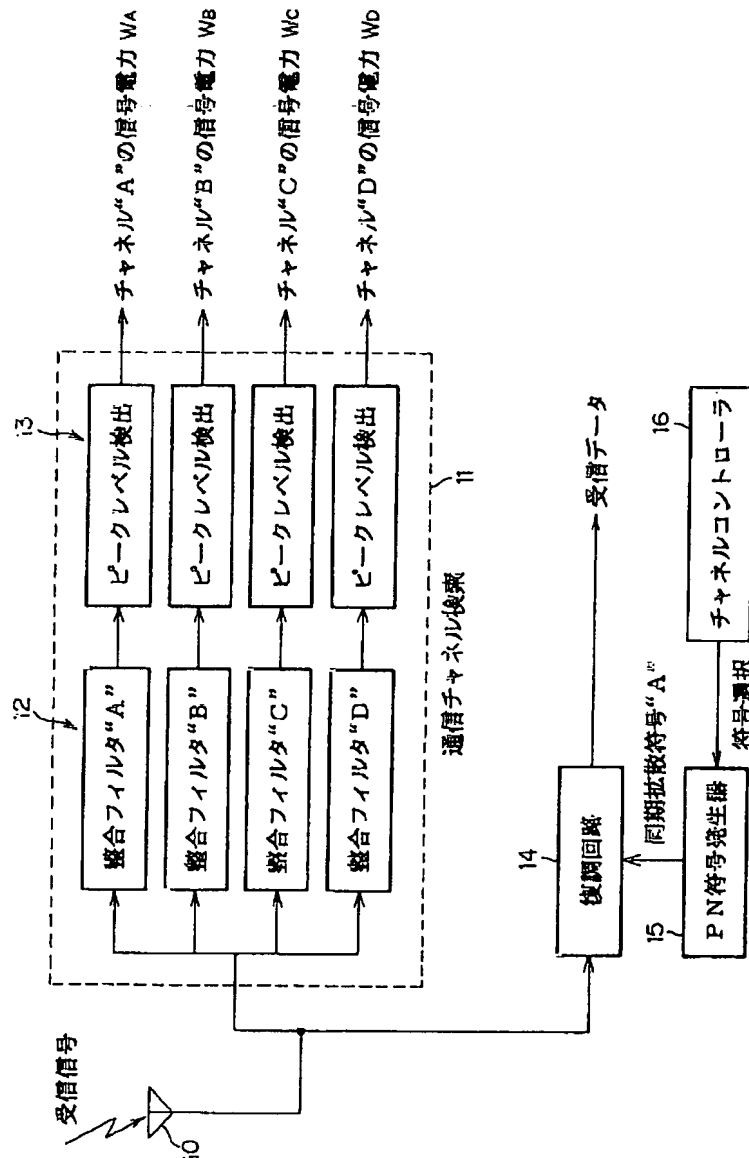 受信信号
10
12
13
整合フィルタ“A”
ピークレベル検出
チャネル“A”の信号電力 WA
整合フィルタ“B”
ピークレベル検出
チャネル“B”の信号電力 WB
整合フィルタ“C”
ピークレベル検出
チャネル“C”の信号電力 WC
整合フィルタ“D”
ピークレベル検出
チャネル“D”の信号電力 WD
通信チャネル検索
11
14
復調回路
受信データ
同期拡散符号“A”
15
PN符号発生器
符号選択
16
チャネルコントローラ